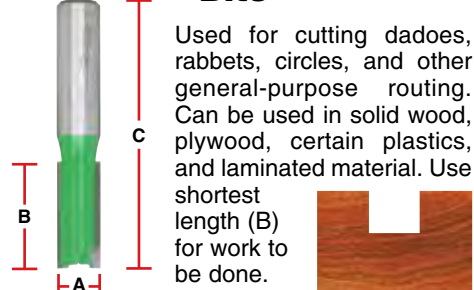 Used for cutting dadoes,
rabbets, circles, and other
general-purpose routing.
Can be used in solid wood,
plywood, certain plastics,
and laminated material. Use
shortest
length (B)
for work to
be done.
C
B
A